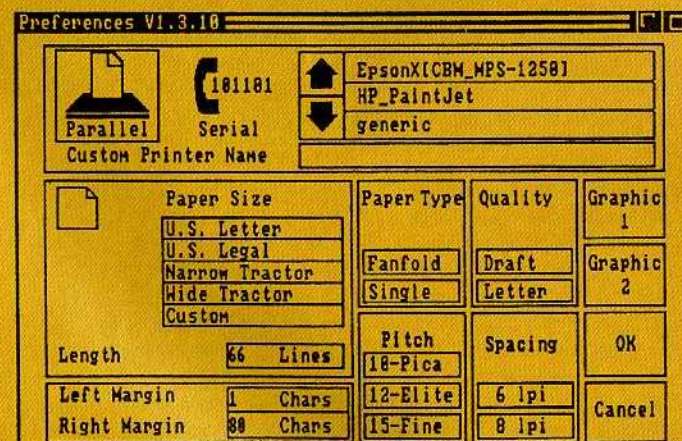 Preferences V1.3.10
EpsonX[CBM_MPS-1250]
HP_PaintJet
generic
101101
Parallel
Serial
Custom Printer Name
Paper Size
U.S. Letter
U.S. Legal
Narrow Tractor
Wide Tractor
Custom
Length
66 Lines
Left Margin
1 Chars
Right Margin
80 Chars
Paper Type
Fanfold
Single
Quality
Draft
Letter
Pitch
10-Pica
12-Elite
15-Fine
Spacing
6 lpi
8 lpi
Graphic
1
Graphic
2
OK
Cancel